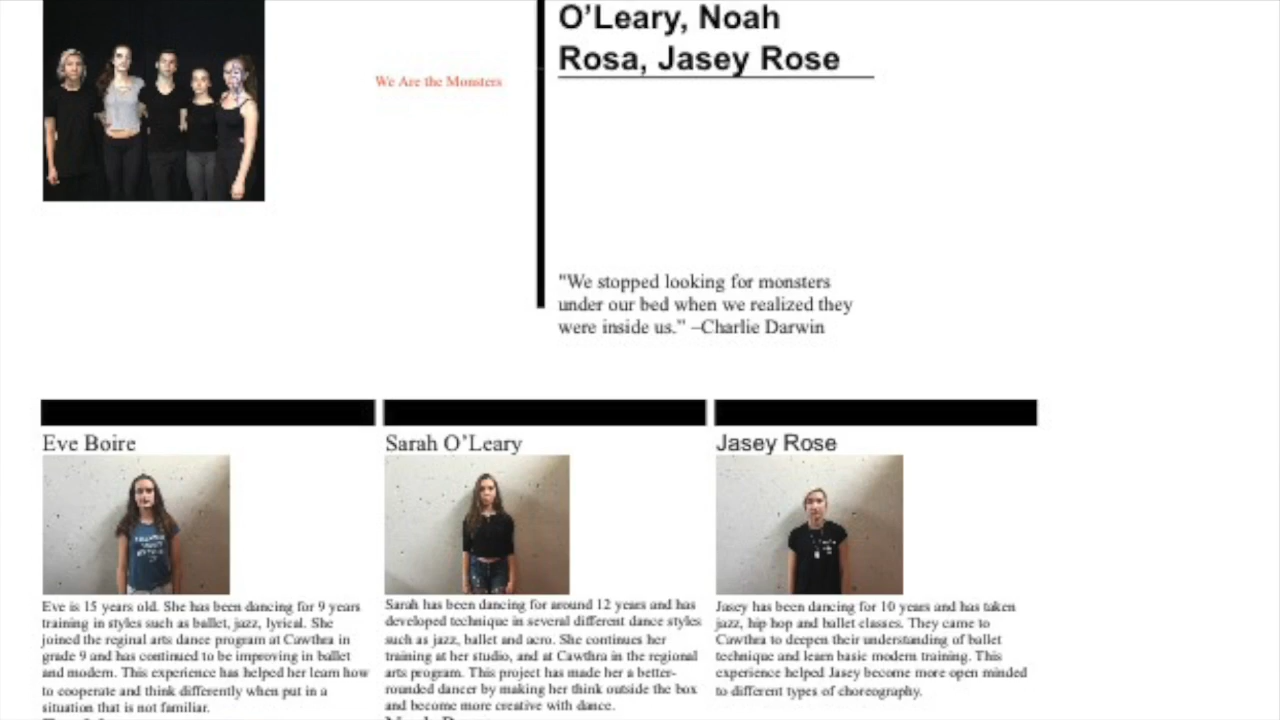 O’Leary, Noah
Rosa, Jasey Rose
We Are the Monsters
"We stopped looking for monsters
under our bed when we realized they
were inside us.” –Charlie Darwin
Eve Boire
Eve is 15 years old. She has been dancing for 9 years
training in styles such as ballet, jazz, lyrical. She
joined the reginal arts dance program at Cawthra in
grade 9 and has continued to be improving in ballet
and modern. This experience has helped her learn how
to cooperate and think differently when put in a
situation that is not familiar.
Sarah O’Leary
Sarah has been dancing for around 12 years and has
developed technique in several different dance styles
such as jazz, ballet and acro. She continues her
training at her studio, and at Cawthra in the regional
arts program. This project has made her a better-
rounded dancer by making her think outside the box
and become more creative with dance.
Jasey Rose
Jasey has been dancing for 10 years and has taken
jazz, hip hop and ballet classes. They came to
Cawthra to deepen their understanding of ballet
technique and learn basic modern training. This
experience helped Jasey become more open minded
to different types of choreography.